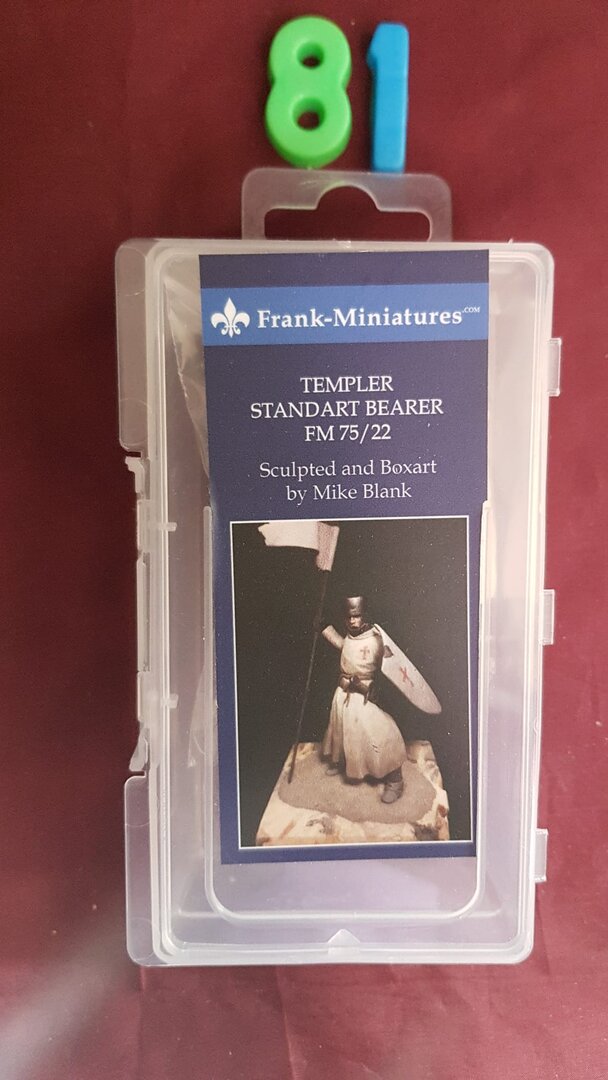 81
Frank-Miniatures.COM
TEMPLER
STANDART BEARER
FM 75/22
Sculpted and Boxart
by Mike Blank